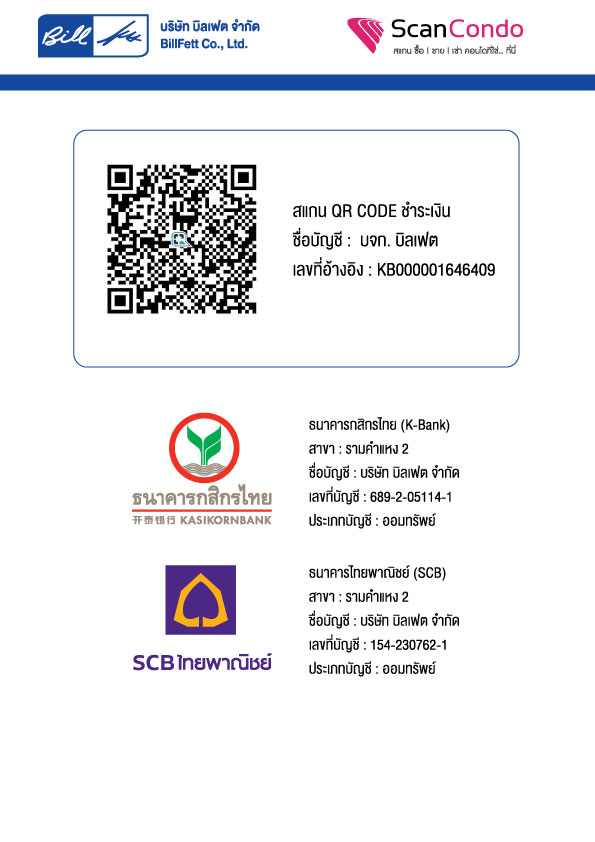 Bill
บริษัท บิลเฟต จำกัด
BillFett Co., Ltd.
ScanCondo
สแกน ซื้อ | ขาย | เช่า คอนโดที่ใช่... ที่นี่
สแกน QR CODE ชำระเงิน
ชื่อบัญชี : บจก. บิลเฟต
เลขที่อ้างอิง : KB000001646409
ธนาคารกสิกรไทย
开泰银行 KASIKORNBANK
ธนาคารกสิกรไทย (K-Bank)
สาขา : รามคำแหง 2
ชื่อบัญชี : บริษัท บิลเฟต จำกัด
เลขที่บัญชี : 689-2-05114-1
ประเภทบัญชี : ออมทรัพย์
SCB ไทยพาณิชย์
ธนาคารไทยพาณิชย์ (SCB)
สาขา : รามคำแหง 2
ชื่อบัญชี : บริษัท บิลเฟต จำกัด
เลขที่บัญชี : 154-230762-1
ประเภทบัญชี : ออมทรัพย์